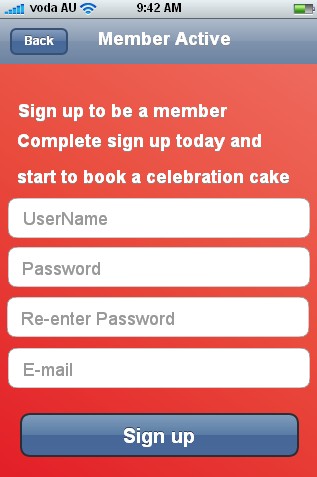 voda AU 9:42 AM
Back Member Active
Sign up to be a member
Complete sign up today and
start to book a celebration cake
UserName
Password
Re-enter Password
E-mail
Sign up